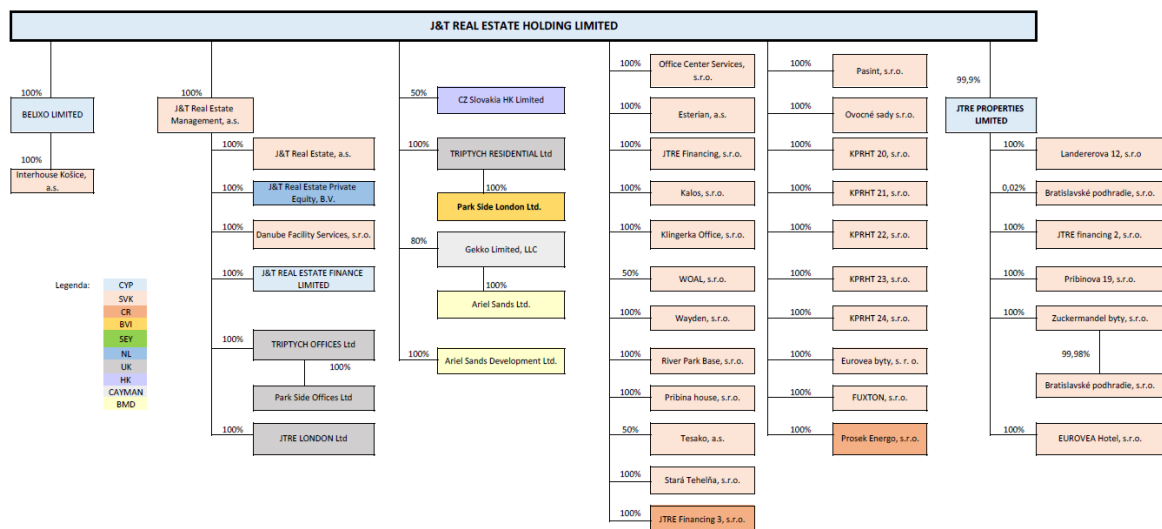 J&T REAL ESTATE HOLDING LIMITED
100%
BELIXO LIMITED
100%
Interhouse Košice,
a.s.
Legenda:
CYP
SVK
CR
BVI
SEY
NL
UK
HK
CAYMAN
BMD
100%
J&T Real Estate
Management, a.s.
100%
J&T Real Estate, a.s.
100%
J&T Real Estate Private
Equity, B.V.
100%
Danube Facility Services, s.r.o.
100%
J&T REAL ESTATE FINANCE
LIMITED
100%
TRIPTYCH OFFICES Ltd
100%
Park Side Offices Ltd
100%
JTRE LONDON Ltd
50%
CZ Slovakia HK Limited
100%
TRIPTYCH RESIDENTIAL Ltd
100%
Park Side London Ltd.
80%
Gekko Limited, LLC
100%
Ariel Sands Ltd.
100%
Ariel Sands Development Ltd.
100%
Office Center Services,
s.r.o.
100%
Esterian, a.s.
100%
JTRE Financing, s.r.o.
100%
Kalos, s.r.o.
100%
Klingerka Office, s.r.o.
50%
WOAL, s.r.o.
100%
Wayden, s.r.o.
100%
River Park Base, s.r.o.
100%
Pribina house, s.r.o.
50%
Tesako, a.s.
100%
Stará Tehelňa, s.r.o.
100%
JTRE Financing 3, s.r.o.
100%
Pasint, s.r.o.
100%
Ovocné sady s.r.o.
100%
KPRHT 20, s.r.o.
100%
KPRHT 21, s.r.o.
100%
KPRHT 22, s.r.o.
100%
KPRHT 23, s.r.o.
100%
KPRHT 24, s.r.o.
100%
Eurovea byty, s. r. o.
100%
FUXTON, s.r.o.
100%
Prosek Energo, s.r.o.
99,9%
JTRE PROPERTIES
LIMITED
100%
Landererova 12, s.r.o
0,02%
Bratislavské podhradie, s.r.o.
100%
JTRE financing 2, s.r.o.
100%
Pribinova 19, s.r.o.
100%
Zuckermandel byty, s.r.o.
99,98%
Bratislavské podhradie, s.r.o.
100%
EUROVEA Hotel, s.r.o.